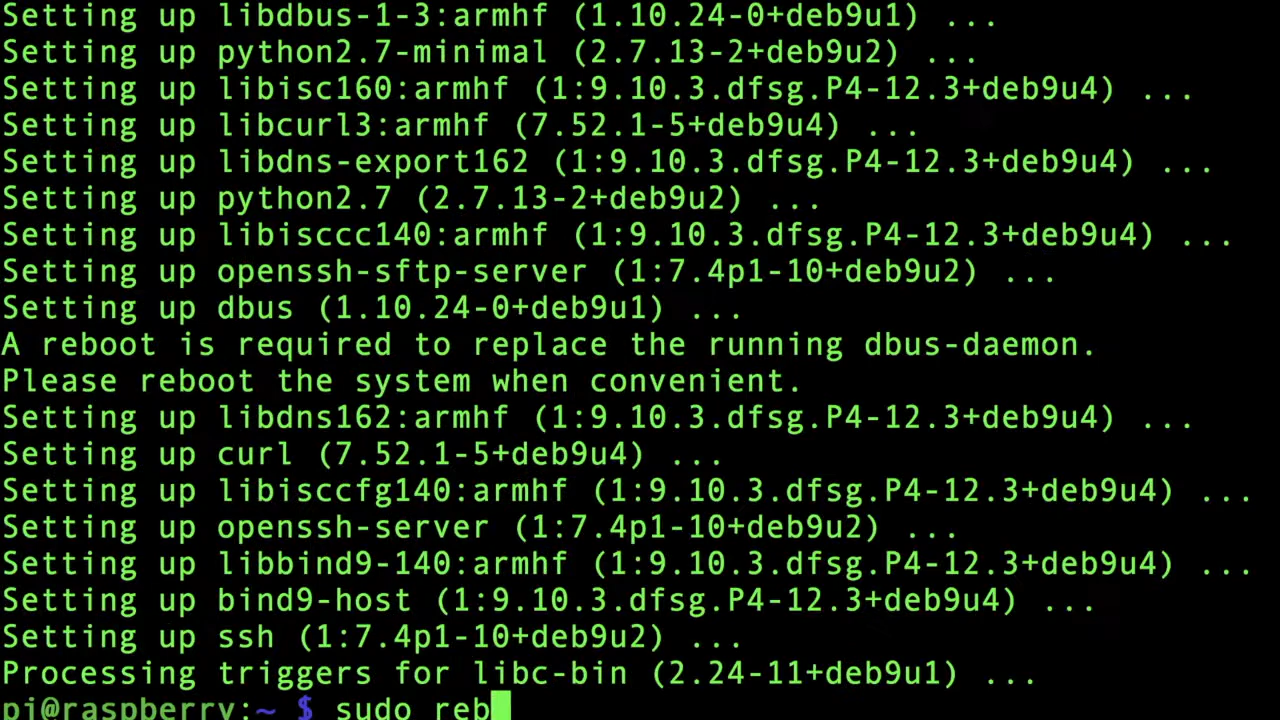 Setting up libdbus-1-3:armhf (1.10.24-0+deb9u1) ...
Setting up python2.7-minimal (2.7.13-2+deb9u2) ...
Setting up libisc160:armhf (1:9.10.3.dfsg.P4-12.3+deb9u4) ...
Setting up libcurl3:armhf (7.52.1-5+deb9u4) ...
Setting up libdns-export162 (1:9.10.3.dfsg.P4-12.3+deb9u4) ...
Setting up python2.7 (2.7.13-2+deb9u2) ...
Setting up libisccc140:armhf (1:9.10.3.dfsg.P4-12.3+deb9u4) ...
Setting up openssh-sftp-server (1:7.4p1-10+deb9u2) ...
Setting up dbus (1.10.24-0+deb9u1) ...
A reboot is required to replace the running dbus-daemon.
Please reboot the system when convenient.
Setting up libdns162:armhf (1:9.10.3.dfsg.P4-12.3+deb9u4) ...
Setting up curl (7.52.1-5+deb9u4) ...
Setting up libisccfg140:armhf (1:9.10.3.dfsg.P4-12.3+deb9u4) ...
Setting up openssh-server (1:7.4p1-10+deb9u2) ...
Setting up libbind9-140:armhf (1:9.10.3.dfsg.P4-12.3+deb9u4) ...
Setting up bind9-host (1:9.10.3.dfsg.P4-12.3+deb9u4) ...
Setting up ssh (1:7.4p1-10+deb9u2) ...
Processing triggers for libc-bin (2.24-11+deb9u1) ...
pi@raspberry:~ $ sudo reb